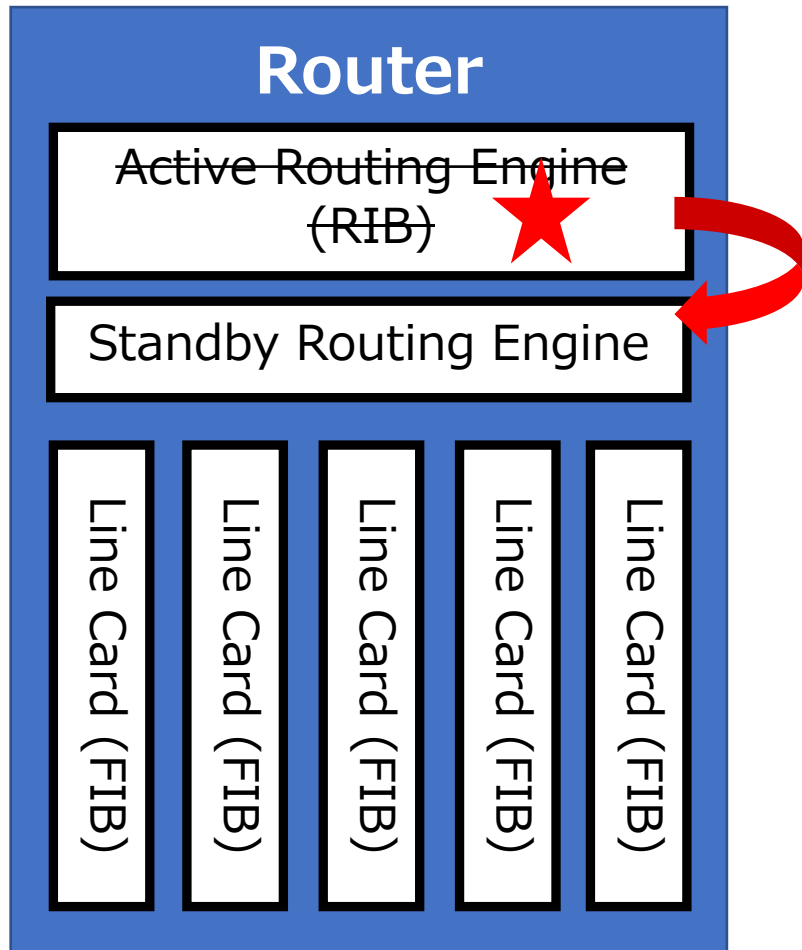 Router
Active Routing Engine
(RIB)
Standby Routing Engine
Line Card (FIB)
Line Card (FIB)
Line Card (FIB)
Line Card (FIB)
Line Card (FIB)